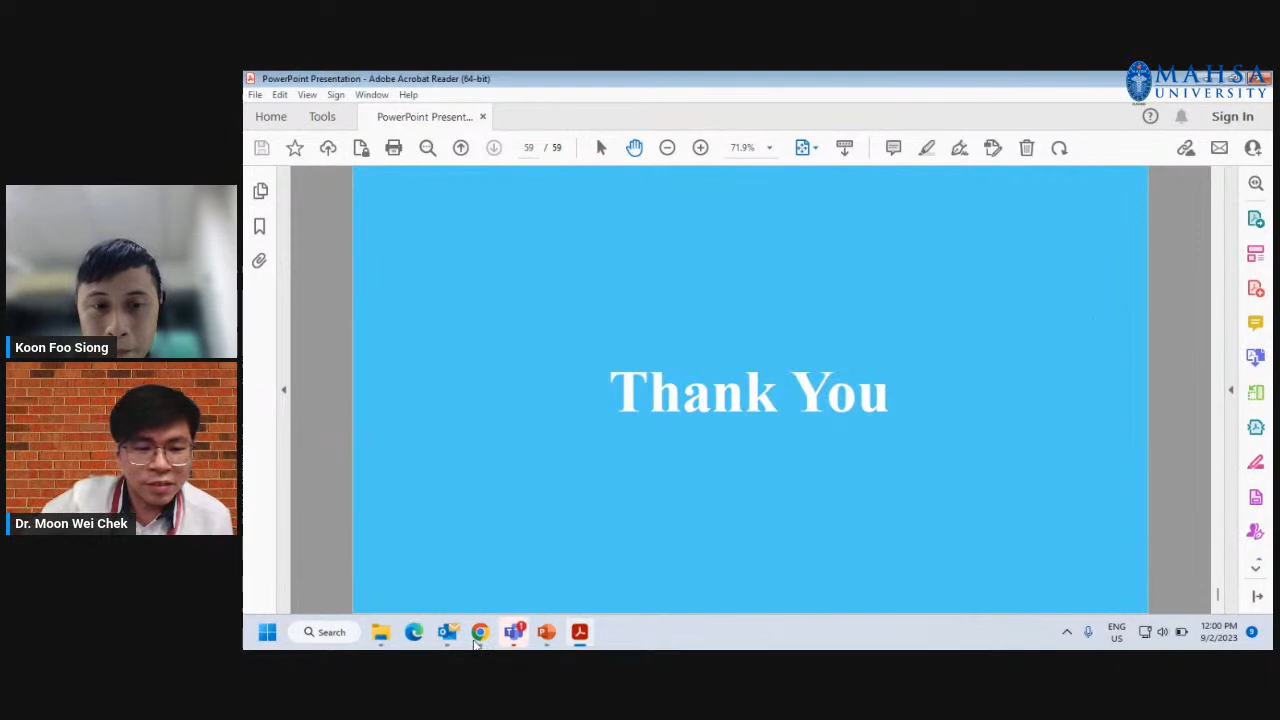 MAHSA
UNIVERSITY
PowerPoint Presentation - Adobe Acrobat Reader (64-bit)
File Edit View Sign Window Help
Home Tools PowerPoint Present... × Sign In
59 / 59 71.9%
Thank You
Koon Foo Siong
Dr. Moon Wei Chek
Search 1 ENG 12:00 PM
US 9/2/2023 9